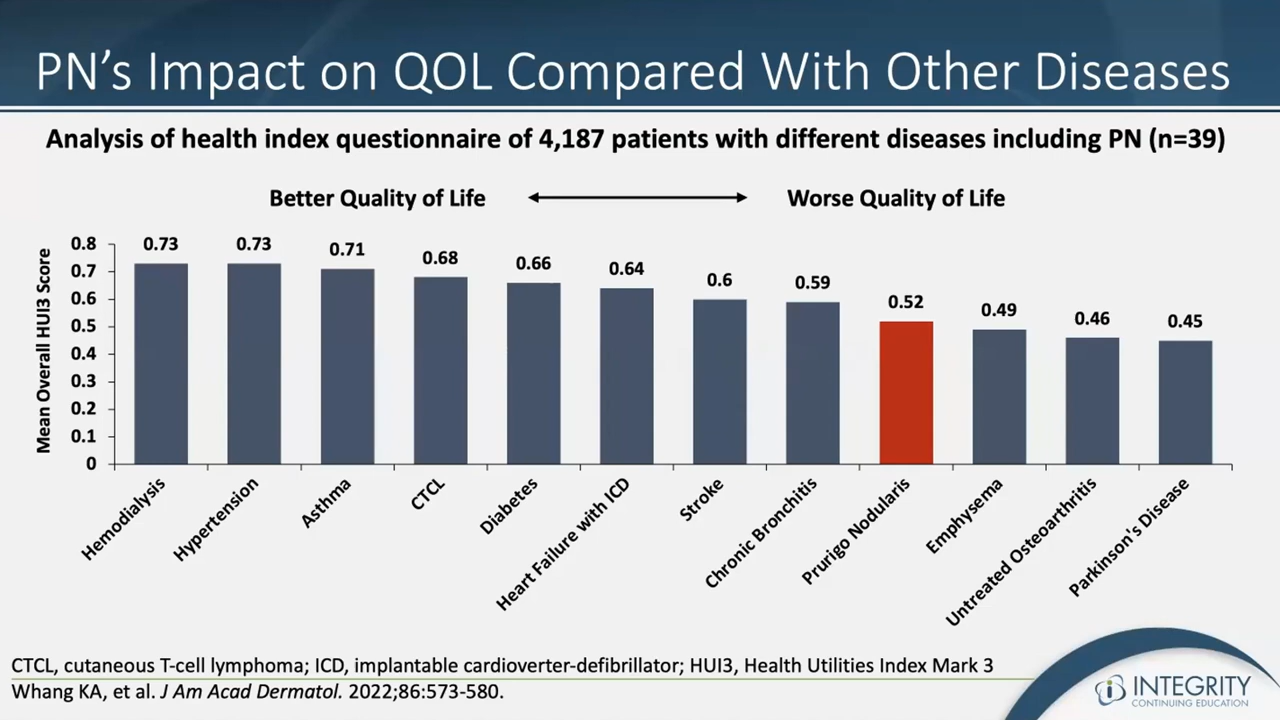 PN’s Impact on QOL Compared With Other Diseases
Analysis of health index questionnaire of 4,187 patients with different diseases including PN (n=39)
Better Quality of Life
Worse Quality of Life
Mean Overall HUI3 Score
0.8
0.7
0.6
0.5
0.4
0.3
0.2
0.1
0
0.73
0.73
0.71
0.68
0.66
0.64
0.6
0.59
0.52
0.49
0.46
0.45
Hemodialysis
Hypertension
Asthma
CTCL
Diabetes
Heart Failure with ICD
Stroke
Chronic Bronchitis
Prurigo Nodularis
Emphysema
Untreated Osteoarthritis
Parkinson's Disease
CTCL, cutaneous T-cell lymphoma; ICD, implantable cardioverter-defibrillator; HUI3, Health Utilities Index Mark 3
Whang KA, et al. J Am Acad Dermatol. 2022;86:573-580.
INTEGRITY
CONTINUING EDUCATION